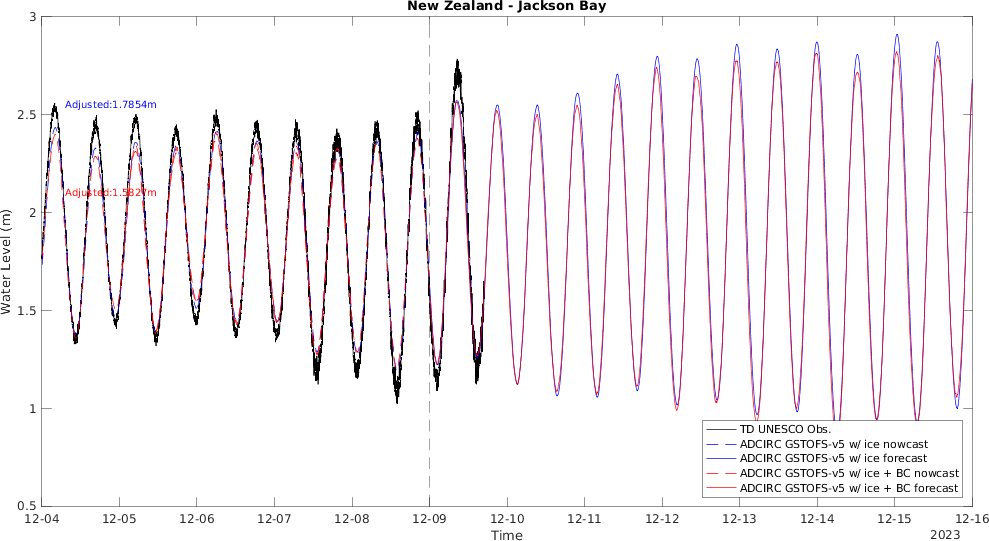 New Zealand - Jackson Bay
Water Level (m)
3
2.5
2
1.5
1
0.5
Adjusted:1.7854m
Adjusted:1.5827m
TD UNESCO Obs.
ADCIRC GSTOFS-v5 w/ ice nowcast
ADCIRC GSTOFS-v5 w/ ice forecast
ADCIRC GSTOFS-v5 w/ ice + BC nowcast
ADCIRC GSTOFS-v5 w/ ice + BC forecast
12-04 12-05 12-06 12-07 12-08 12-09 12-10 12-11 12-12 12-13 12-14 12-15 12-16
Time
2023